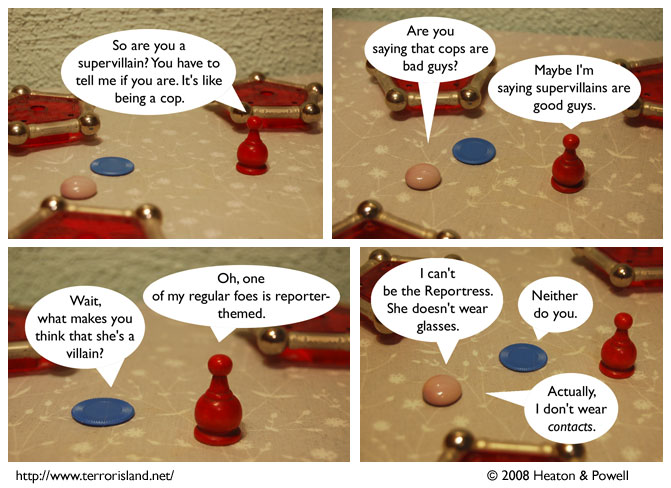 So are you a
supervillain? You have to
tell me if you are. It's like
being a cop.
Are you
saying that cops are
bad guys?
Maybe I'm
saying supervillains are
good guys.
Wait,
what makes you
think that she's a
villain?
Oh, one
of my regular foes is reporter-
themed.
I can't
be the Reportress.
She doesn't wear
glasses.
Neither
do you.
Actually,
I don't wear
contacts.
http://www.terrorisland.net/
© 2008 Heaton & Powell